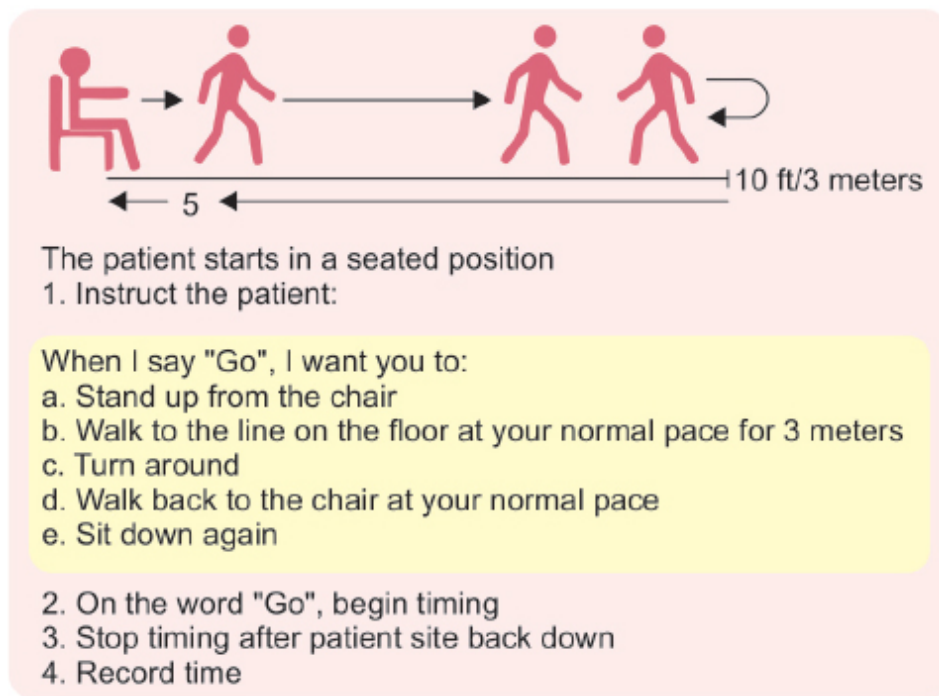 10 ft/3 meters
5
The patient starts in a seated position
1. Instruct the patient:
When I say "Go", I want you to:
a. Stand up from the chair
b. Walk to the line on the floor at your normal pace for 3 meters
c. Turn around
d. Walk back to the chair at your normal pace
e. Sit down again
2. On the word "Go", begin timing
3. Stop timing after patient site back down
4. Record time